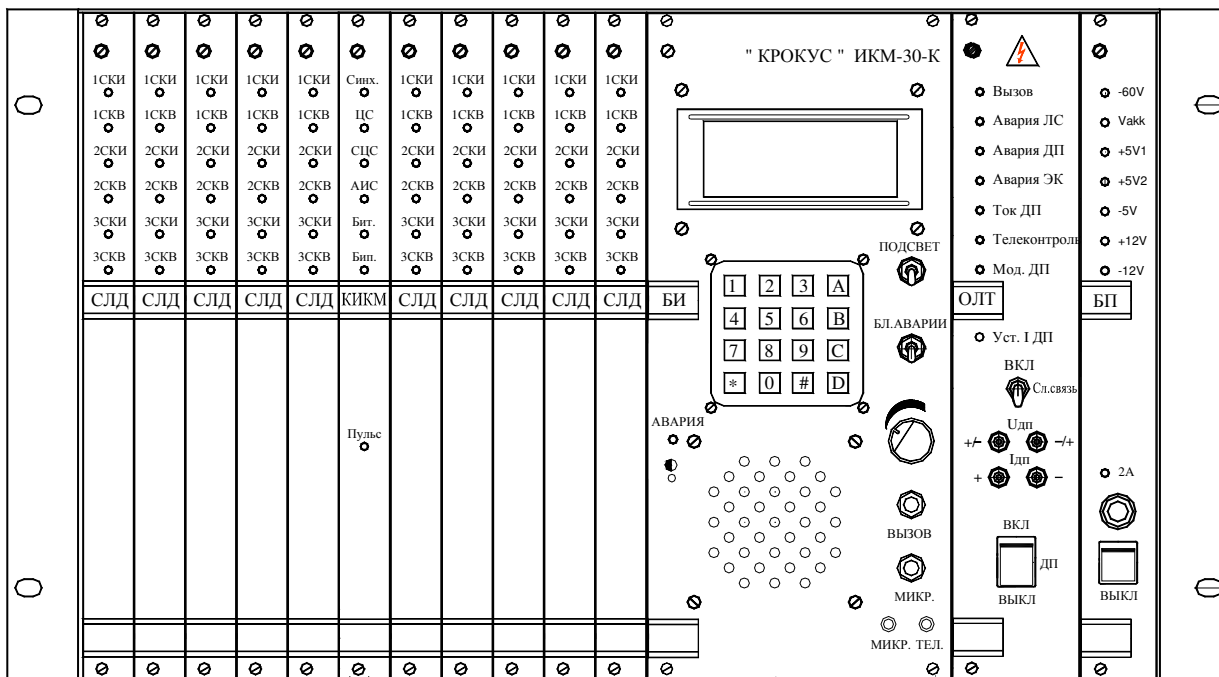 " КРОКУС " ИКМ-30-К
1СКИ 1СКИ 1СКИ 1СКИ 1СКИ Синх. 1СКИ 1СКИ 1СКИ 1СКИ 1СКИ
1СКВ 1СКВ 1СКВ 1СКВ 1СКВ ЦС 1СКВ 1СКВ 1СКВ 1СКВ 1СКВ
2СКИ 2СКИ 2СКИ 2СКИ 2СКИ СЦС 2СКИ 2СКИ 2СКИ 2СКИ 2СКИ
2СКВ 2СКВ 2СКВ 2СКВ 2СКВ АИС 2СКВ 2СКВ 2СКВ 2СКВ 2СКВ
3СКИ 3СКИ 3СКИ 3СКИ 3СКИ Бит. 3СКИ 3СКИ 3СКИ 3СКИ 3СКИ
3СКВ 3СКВ 3СКВ 3СКВ 3СКВ Бип. 3СКВ 3СКВ 3СКВ 3СКВ 3СКВ
СЛД СЛД СЛД СЛД СЛД КИКМ СЛД СЛД СЛД СЛД СЛД БИ
Пульс
ПОДСВЕТ
1 2 3 A
4 5 6 B
7 8 9 C
* 0 # D
БЛ.АВАРИИ
АВАРИЯ
ВЫЗОВ
МИКР.
МИКР. ТЕЛ.
Вызов
Авария ЛС
Авария ДП
Авария ЭК
Ток ДП
Телеконтроль
Мод. ДП
ОЛТ
Уст. I ДП
ВКЛ
Сл.связь
Uдп
+/- -/+
Iдп
+ -
ВКЛ
ДП
ВЫКЛ
-60V
Vakk
+5V1
+5V2
-5V
+12V
-12V
БП
2А
ВЫКЛ